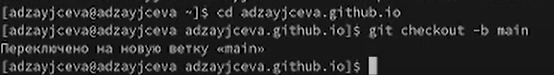 [adzayjceva@adzayjceva ~]$ cd adzayjceva.github.io
[adzayjceva@adzayjceva adzayjceva.github.io]$ git checkout -b main
Переключено на новую ветку «main»
[adzayjceva@adzayjceva adzayjceva.github.io]$